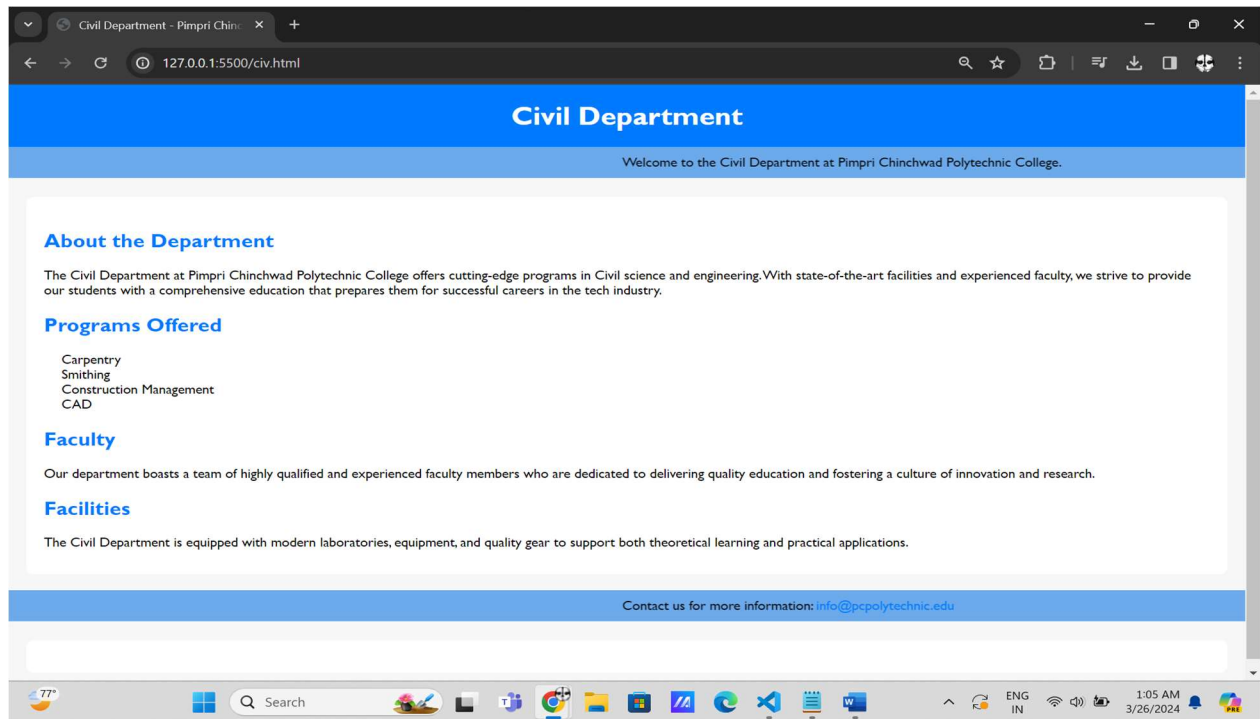 Civil Department - Pimpri Chinc
127.0.0.1:5500/civ.html
Civil Department
Welcome to the Civil Department at Pimpri Chinchwad Polytechnic College.
About the Department
The Civil Department at Pimpri Chinchwad Polytechnic College offers cutting-edge programs in Civil science and engineering. With state-of-the-art facilities and experienced faculty, we strive to provide
our students with a comprehensive education that prepares them for successful careers in the tech industry.
Programs Offered
Carpentry
Smithing
Construction Management
CAD
Faculty
Our department boasts a team of highly qualified and experienced faculty members who are dedicated to delivering quality education and fostering a culture of innovation and research.
Facilities
The Civil Department is equipped with modern laboratories, equipment, and quality gear to support both theoretical learning and practical applications.
Contact us for more information: info@pcpolytechnic.edu
77°
Search
ENG
IN
1:05 AM
3/26/2024
PRE